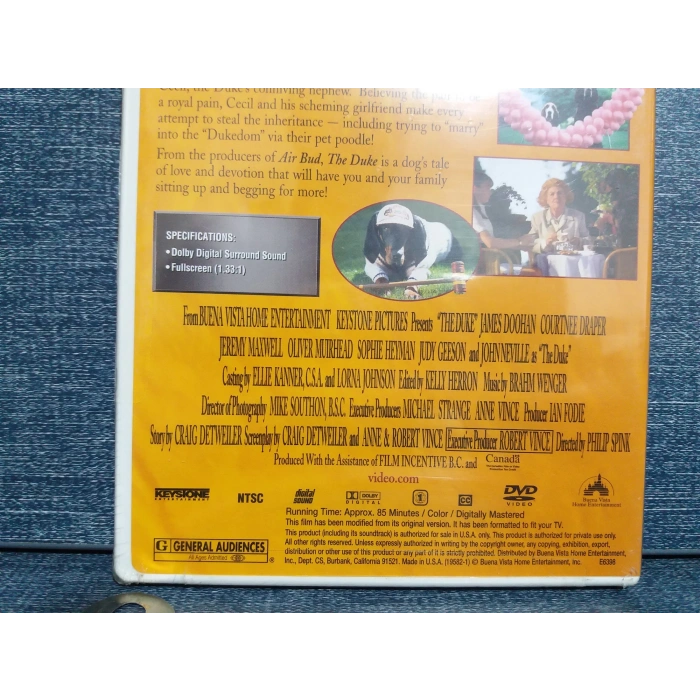 Cecil, the Duke's conniving nephew. Believing the
a royal pain, Cecil and his scheming girlfriend make every
attempt to steal the inheritance — including trying to "marry"
into the "Dukedom" via their pet poodle!
From the producers of Air Bud, The Duke is a dog's tale
of love and devotion that will have you and your family
sitting up and begging for more!
SPECIFICATIONS:
• Dolby Digital Surround Sound
• Fullscreen (1.33:1)
From BUENA VISTA HOME ENTERTAINMENT KEYSTONE PICTURES Presents "THE DUKE" JAMES DOOHAN COURTNEE DRAPER
JEREMY MAXWELL OLIVER MUIRHEAD SOPHIE HEYMAN JUDY GEESON and JOHN NEVILLE as "The Duke"
Casting by ELLIE KANNER, C.S.A. and LORNA JOHNSON Edited by KELLY HERRON Music by BRAHM WENGER
Director of Photography MIKE SOUTHON, B.S.C. Executive Producers MICHAEL STRANGE ANNE VINCE Producer IAN FODIE
Story by CRAIG DETWEILER Screenplay by CRAIG DETWEILER and ANNE & ROBERT VINCE Executive Producer ROBERT VINCE Directed by PHILIP SPINK
Produced With the Assistance of FILM INCENTIVE B.C. and Canada
video.com
KEYSTONE ENTERTAINMENT NTSC digital SOUND DOLBY DIGITAL CC DVD VIDEO Buena Vista Home Entertainment
Running Time: Approx. 85 Minutes / Color / Digitally Mastered
This film has been modified from its original version. It has been formatted to fit your TV.
This product (including its soundtrack) is authorized for sale in U.S.A. only. This product is authorized for private use only.
All other rights reserved. Unless expressly authorized in writing by the copyright owner, any copying, exhibition, export,
distribution or other use of this product or any part of it is strictly prohibited. Distributed by Buena Vista Home Entertainment,
Inc., Dept. CS, Burbank, California 91521. Made in U.S.A. (19582-1) © Buena Vista Home Entertainment, Inc. E6398
G GENERAL AUDIENCES
All Ages Admitted ®